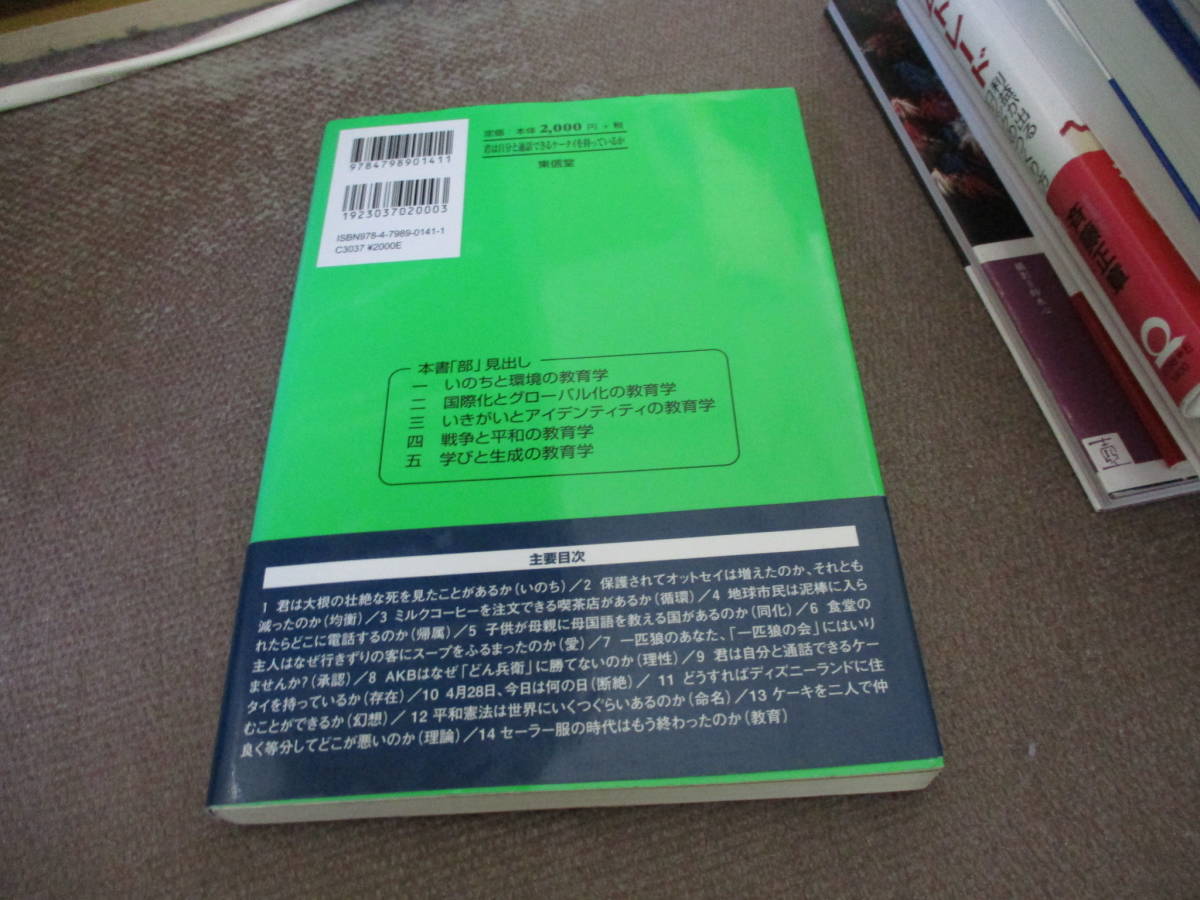 9784798901411
1923037020003
ISBN978-4-7989-0141-1
C3037 ¥2000E
定価:本体2,000円+税
君は自分と通話できるケータイを持っているか
東信堂
本書「部」見出し
一 いのちと環境の教育学
二 国際化とグローバル化の教育学
三 いきがいとアイデンティティの教育学
四 戦争と平和の教育学
五 学びと生成の教育学
主要目次
1 君は大根の壮絶な死を見たことがあるか(いのち)/2 保護されてオットセイは増えたのか、それとも
減ったのか(均衡)/3 ミルクコーヒーを注文できる喫茶店があるか(循環)/4 地球市民は泥棒に入ら
れたらどこに電話するのか(帰属)/5 子供が母親に母国語を教える国があるのか(同化)/6 食堂の
主人はなぜ行きずりの客にスープをふるまったのか(愛)/7 一匹狼のあなた、「一匹狼の会」にはいり
ませんか?(承認)/8 AKBはなぜ「どん兵衛」に勝てないのか(理性)/9 君は自分と通話できるケー
タイを持っているか(存在)/10 4月28日、今日は何の日(断絶)/ 11 どうすればディズニーランドに住
むことができるか(幻想)/ 12 平和憲法は世界にいくつぐらいあるのか(命名)/13 ケーキを二人で仲
良く等分してどこが悪いのか(理論)/14 セーラー服の時代はもう終わったのか(教育)